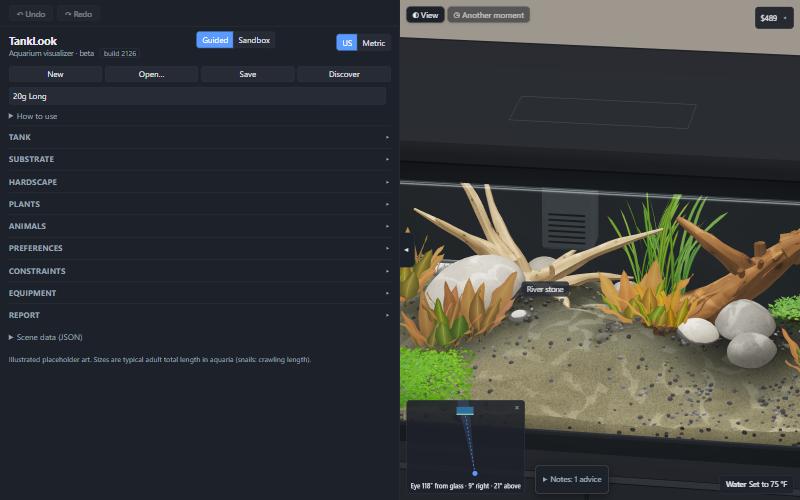 ↶ Undo
↷ Redo
TankLook
Aquarium visualizer · beta
build 2126
Guided
Sandbox
US
Metric
New
Open...
Save
Discover
20g Long
▶ How to use
TANK
SUBSTRATE
HARDSCAPE
PLANTS
ANIMALS
PREFERENCES
CONSTRAINTS
EQUIPMENT
REPORT
▶ Scene data (JSON)
Illustrated placeholder art. Sizes are typical adult total length in aquaria (snails: crawling length).
View
Another moment
$489
River stone
×
Eye 118" from glass · 9° right · 21° above
▶ Notes: 1 advice
Water Set to 75 °F